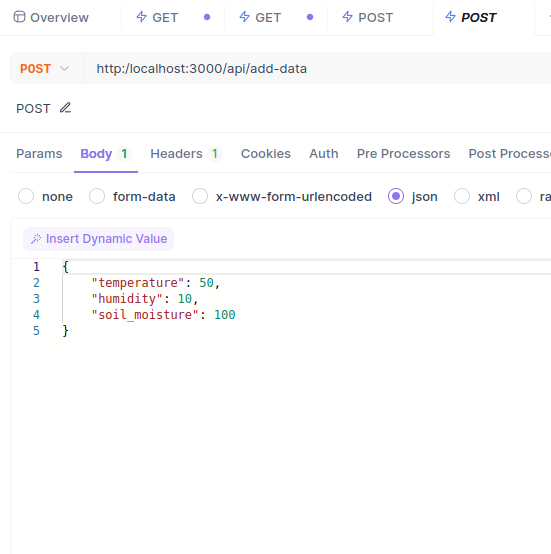 Overview GET GET POST POST
POST http:/localhost:3000/api/add-data
POST
Params Body 1 Headers 1 Cookies Auth Pre Processors Post Process
none form-data x-www-form-urlencoded json xml ra
Insert Dynamic Value
1 {
2 "temperature": 50,
3 "humidity": 10,
4 "soil_moisture": 100
5 }